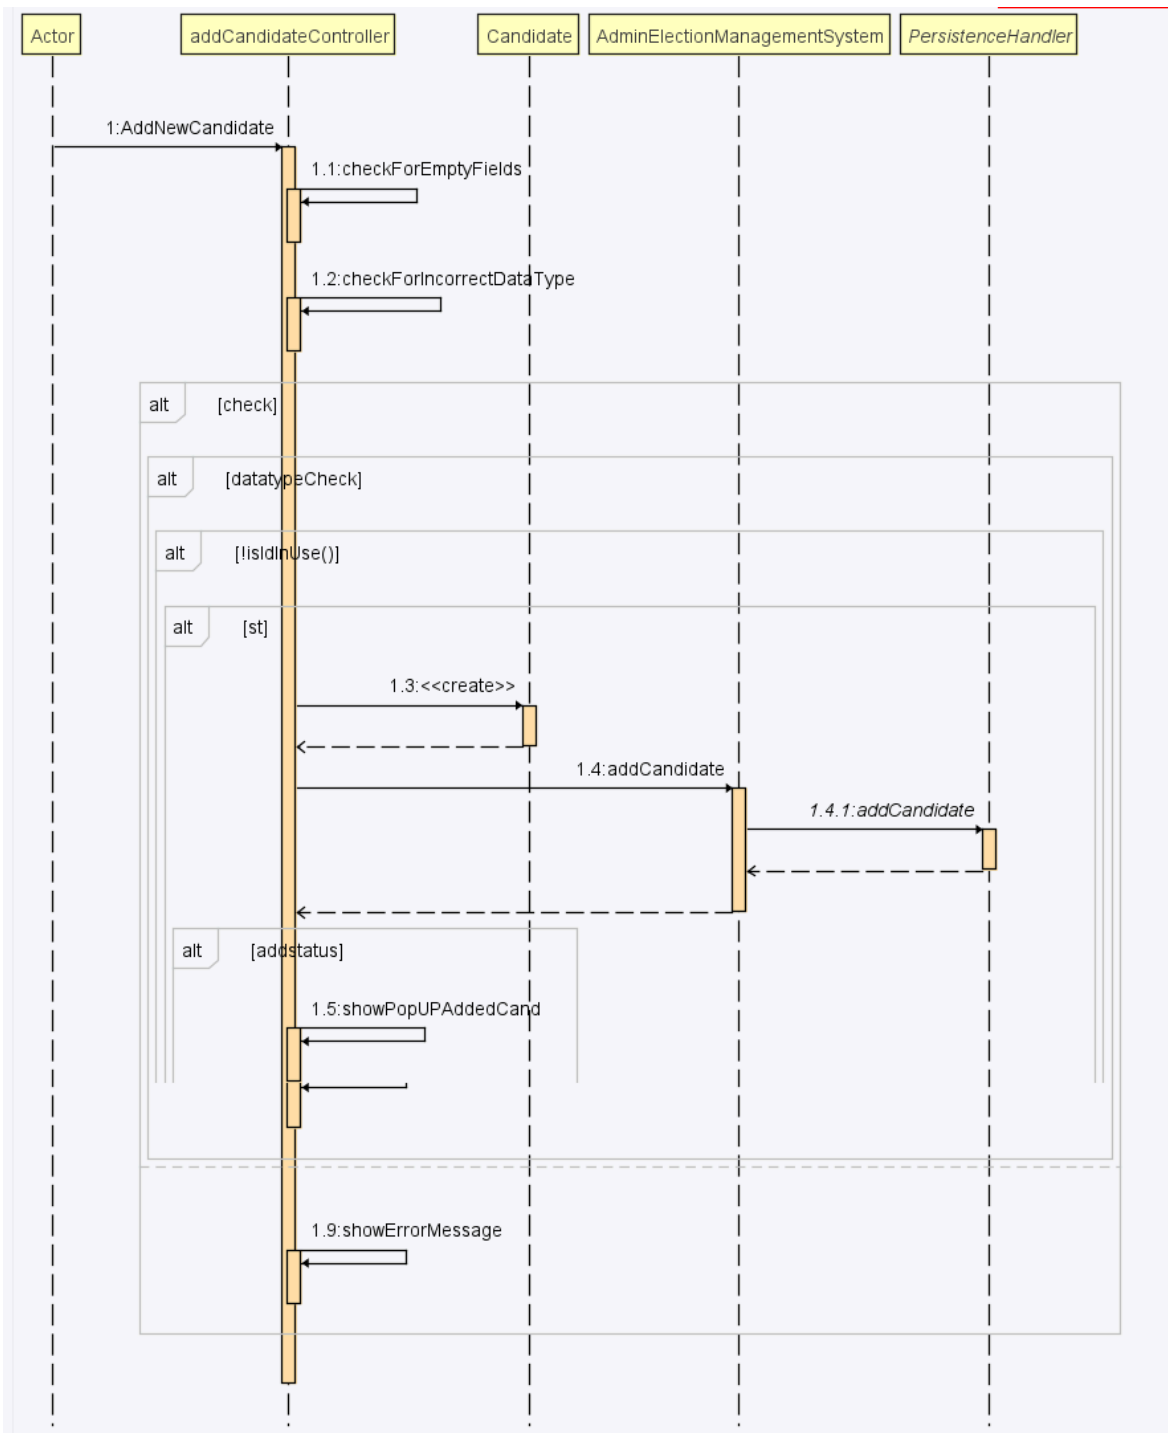 Actor
addCandidateController
Candidate
AdminElectionManagementSystem
PersistenceHandler
1:AddNewCandidate
1.1:checkForEmptyFields
1.2:checkForIncorrectDataType
alt [check]
alt [datatypeCheck]
alt [!isIdInUse()]
alt [st]
1.3:<<create>>
1.4:addCandidate
1.4.1:addCandidate
alt [addstatus]
1.5:showPopUPAddedCand
1.9:showErrorMessage